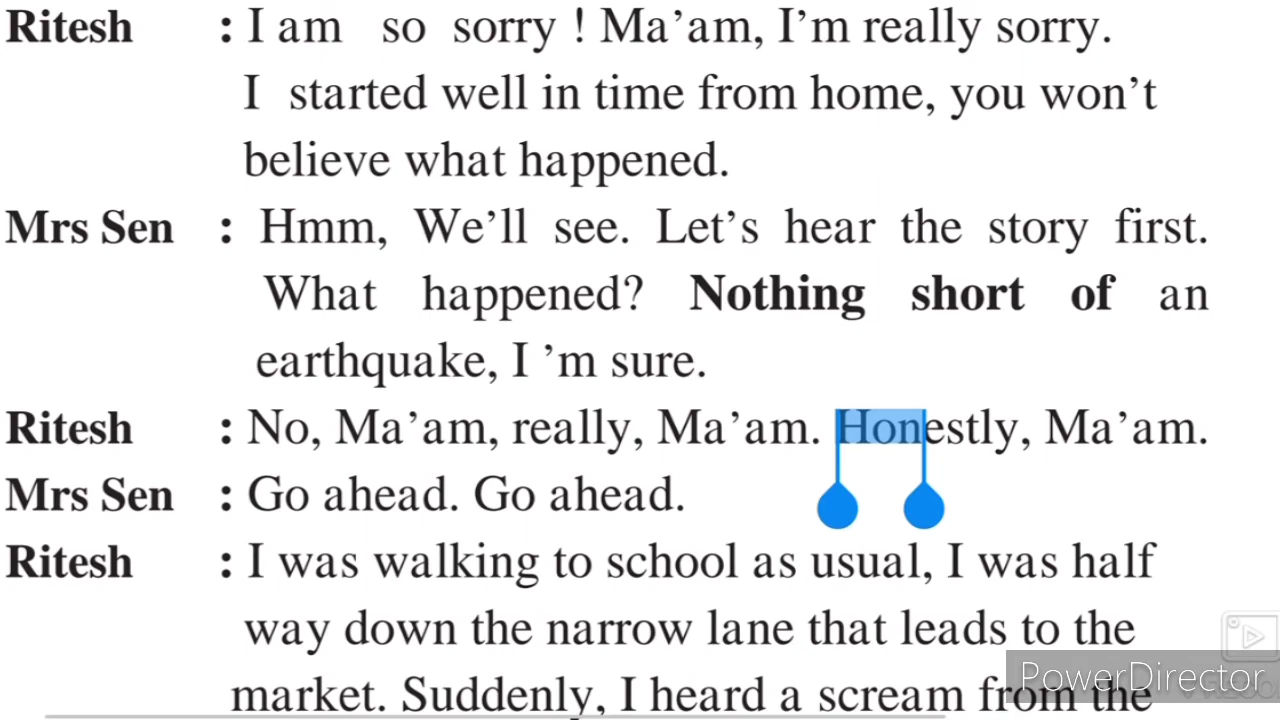 Ritesh : I am so sorry ! Ma’am, I’m really sorry.
I started well in time from home, you won’t
believe what happened.
Mrs Sen : Hmm, We’ll see. Let’s hear the story first.
What happened? Nothing short of an
earthquake, I ’m sure.
Ritesh : No, Ma’am, really, Ma’am. Honestly, Ma’am.
Mrs Sen : Go ahead. Go ahead.
Ritesh : I was walking to school as usual, I was half
way down the narrow lane that leads to the
market. Suddenly, I heard a scream from the
PowerDirector